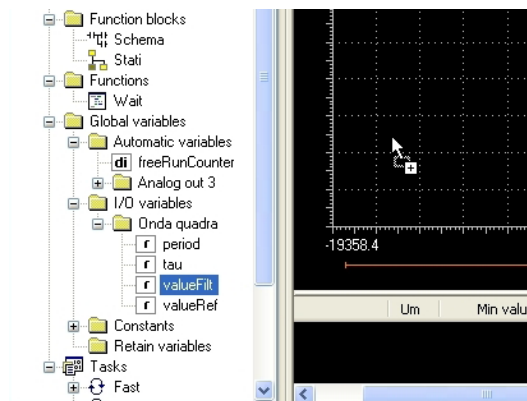 Function blocks
Schema
Stati
Functions
Wait
Global variables
Automatic variables
di freeRunCounter
Analog out 3
I/O variables
Onda quadra
r period
r tau
r valueFilt
r valueRef
Constants
Retain variables
Tasks
Fast
-19358.4
Um Min valu